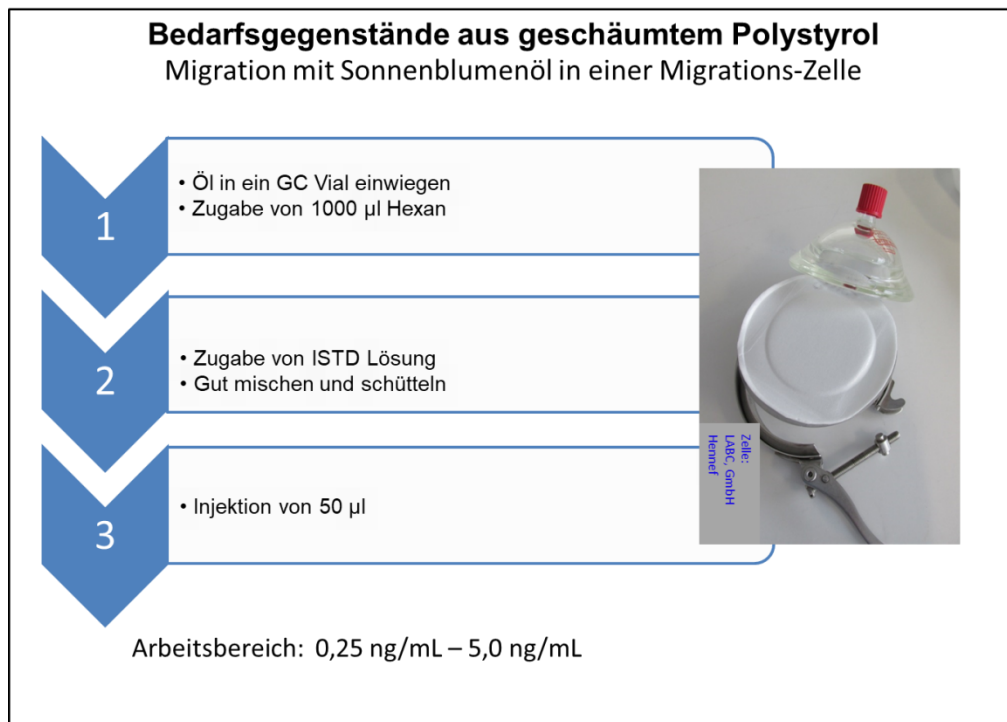 Bedarfsgegenstände aus geschäumtem Polystyrol
Migration mit Sonnenblumenöl in einer Migrations-Zelle
1
• Öl in ein GC Vial einwiegen
• Zugabe von 1000 µl Hexan
2
• Zugabe von ISTD Lösung
• Gut mischen und schütteln
3
• Injektion von 50 µl
Zelle:
LABC, GmbH
Hennef
Arbeitsbereich: 0,25 ng/mL – 5,0 ng/mL